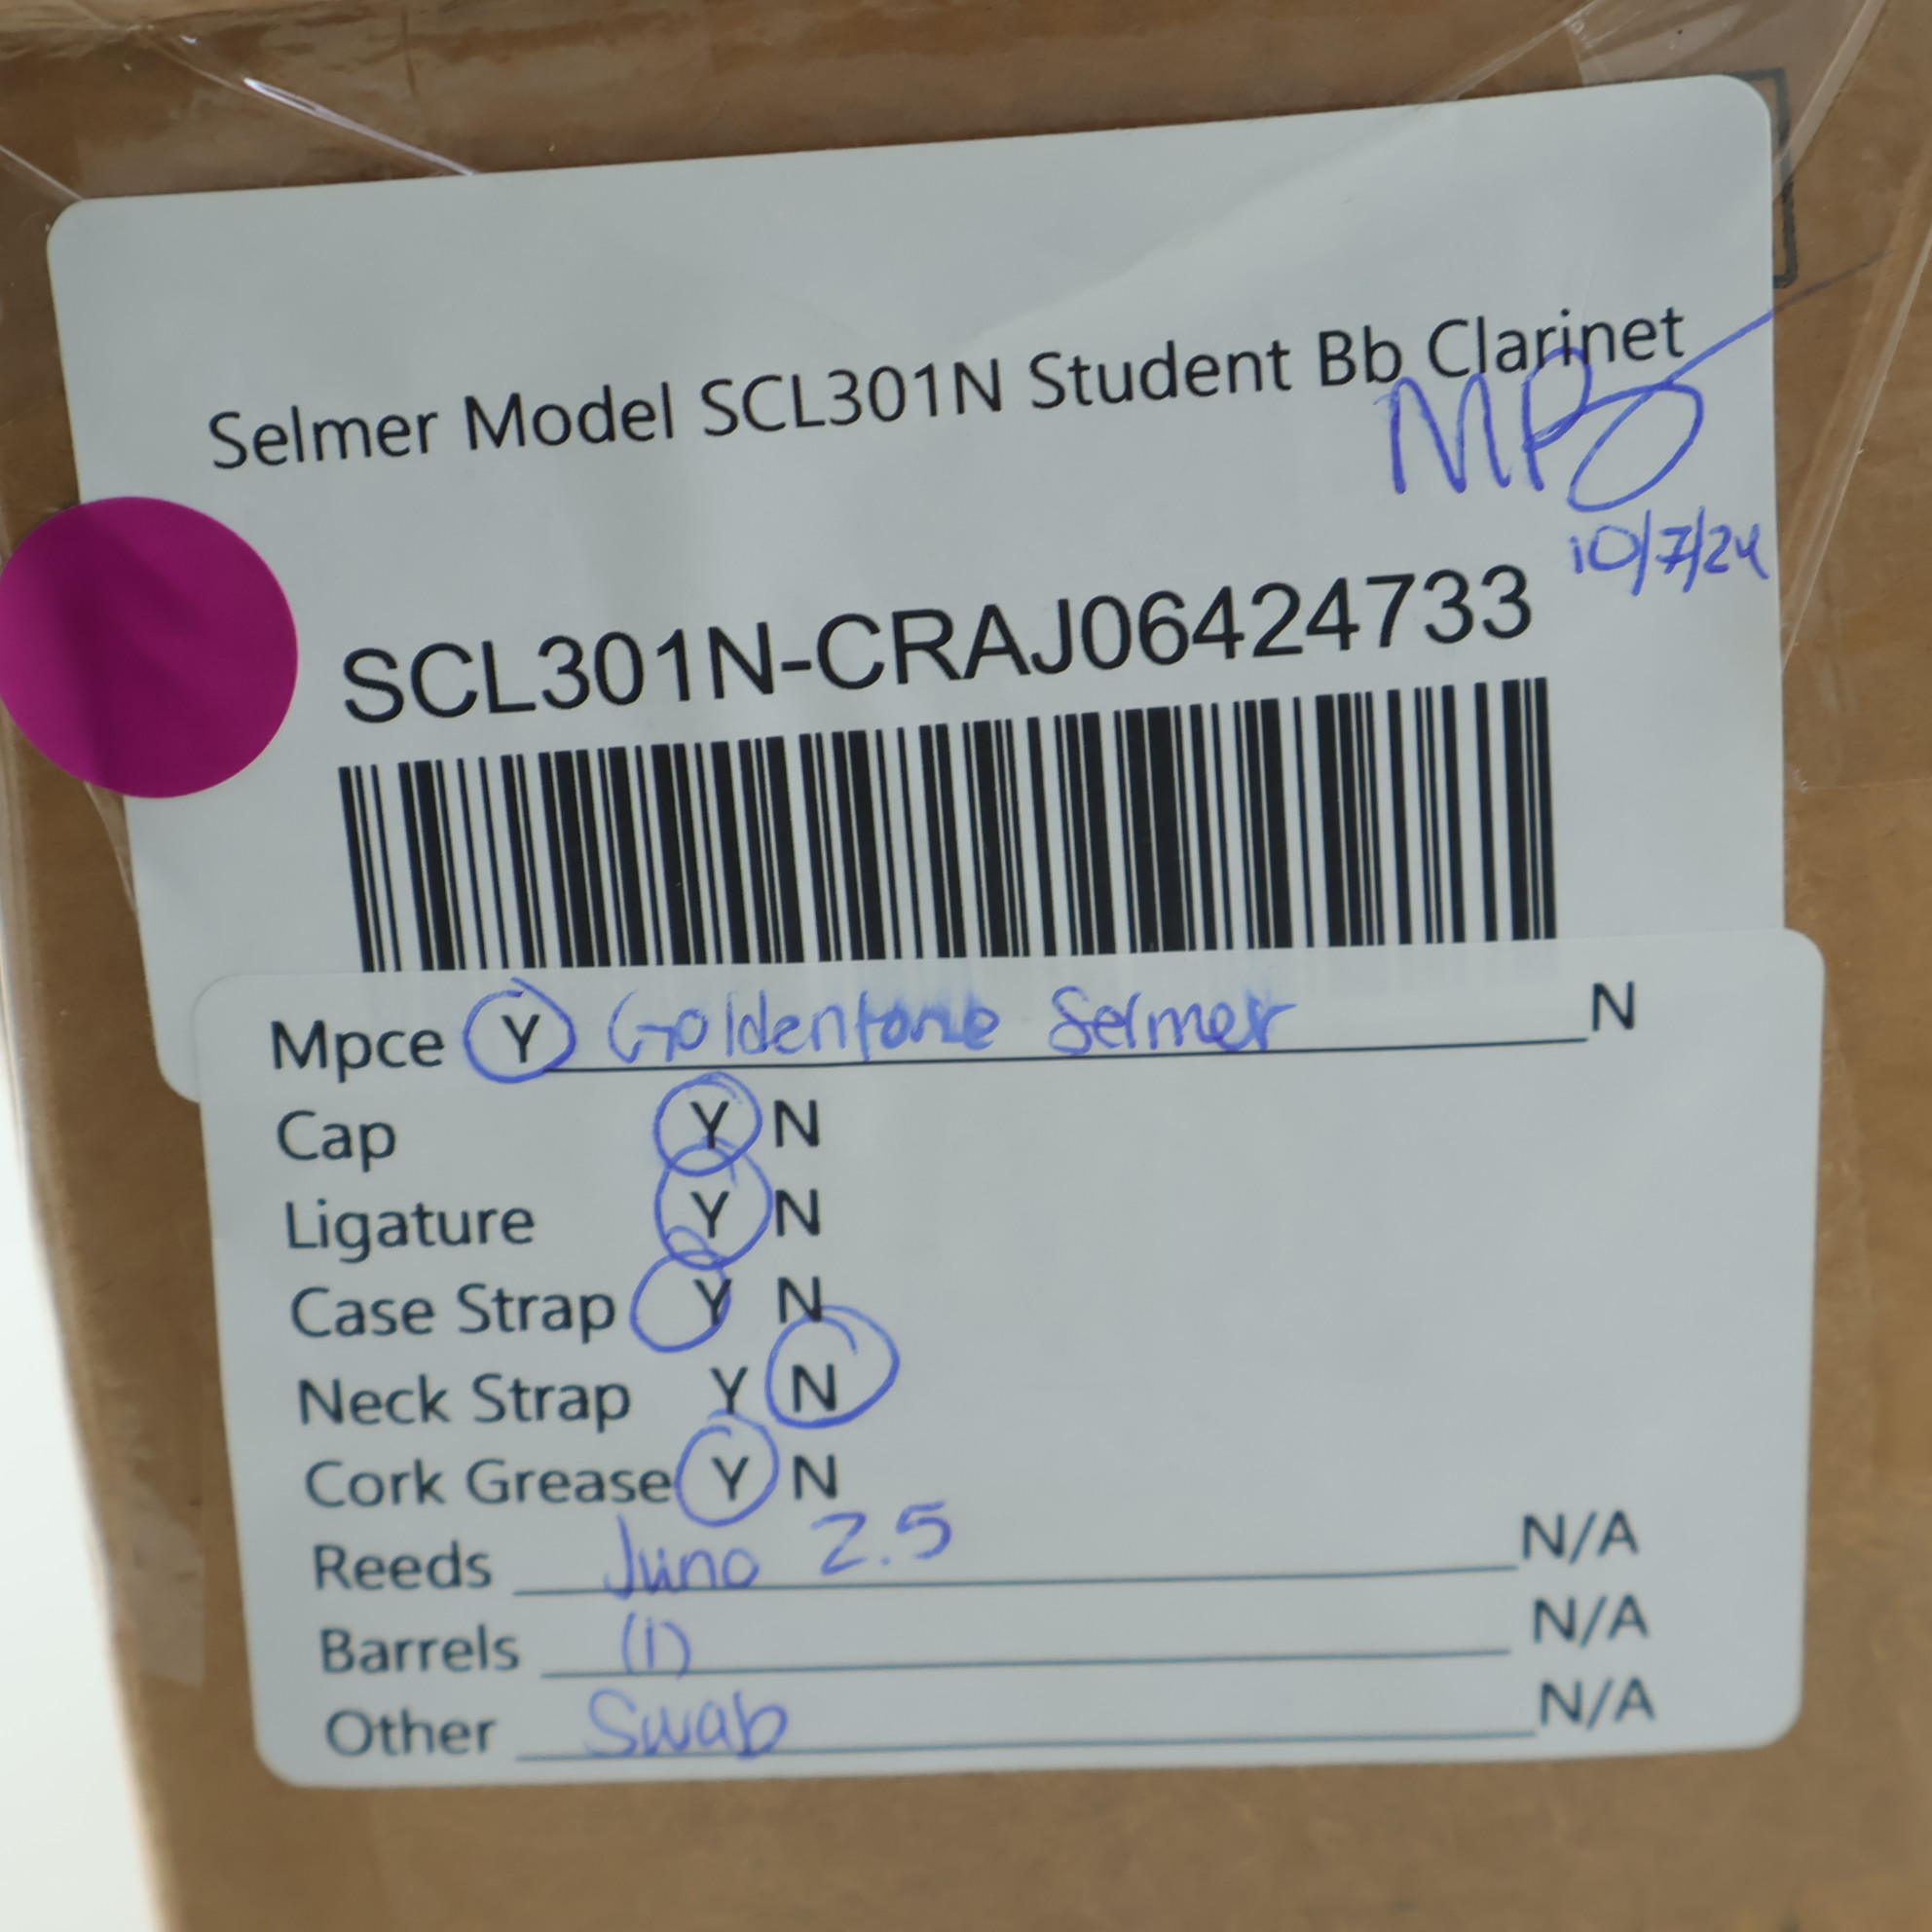 Selmer Model SCL301N Student Bb Clarinet
10/7/24
SCL301N-CRAJ06424733
Mpce Y Goldentone Selmer N
Cap Y N
Ligature Y N
Case Strap Y N
Neck Strap Y N
Cork Grease Y N
Reeds Juno 2.5 N/A
Barrels (1) N/A
Other Swab N/A